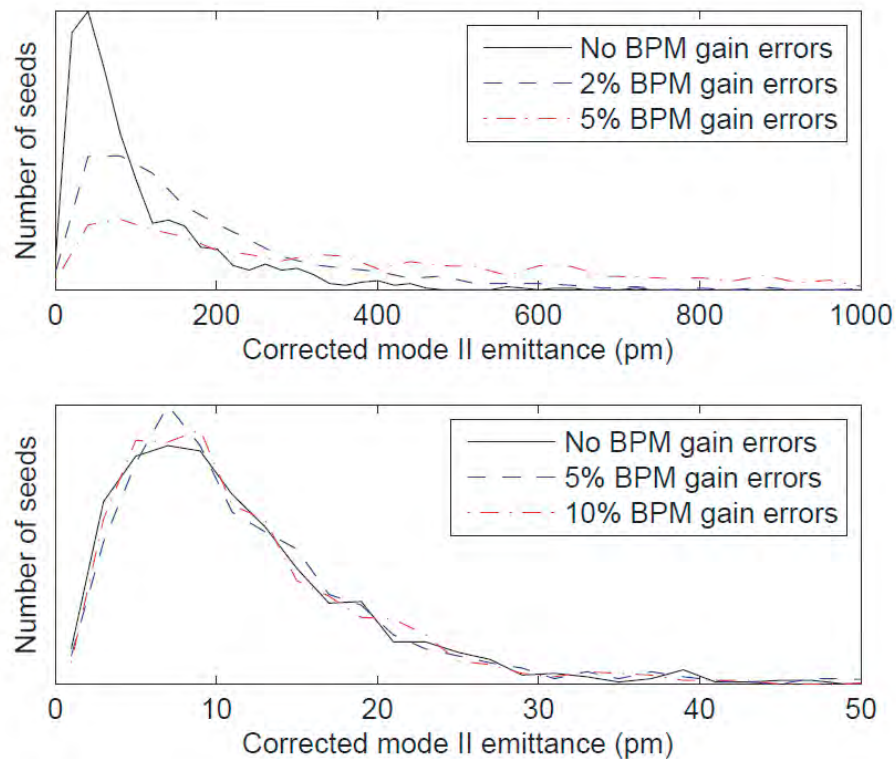 Number of seeds
No BPM gain errors
2% BPM gain errors
5% BPM gain errors
0 200 400 600 800 1000
Corrected mode II emittance (pm)
Number of seeds
No BPM gain errors
5% BPM gain errors
10% BPM gain errors
0 10 20 30 40 50
Corrected mode II emittance (pm)